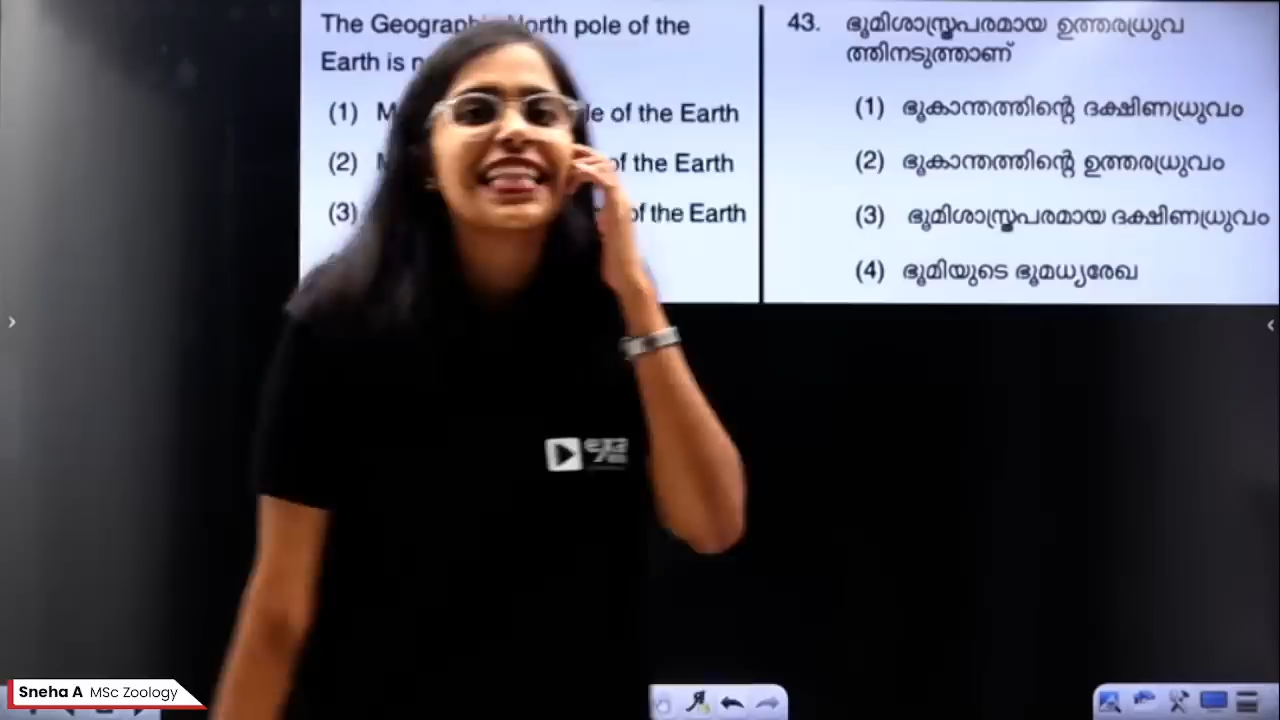 The Geographic North pole of the
Earth is
(1) le of the Earth
(2) of the Earth
(3) of the Earth
43. ഭൂമിശാസ്ത്രപരമായ ഉത്തരധ്രുവ
ത്തിനടുത്താണ്
(1) ഭൂകാന്തത്തിന്റെ ദക്ഷിണധ്രുവം
(2) ഭൂകാന്തത്തിന്റെ ഉത്തരധ്രുവം
(3) ഭൂമിശാസ്ത്രപരമായ ദക്ഷിണധ്രുവം
(4) ഭൂമിയുടെ ഭൂമധ്യരേഖ
Sneha A MSc Zoology